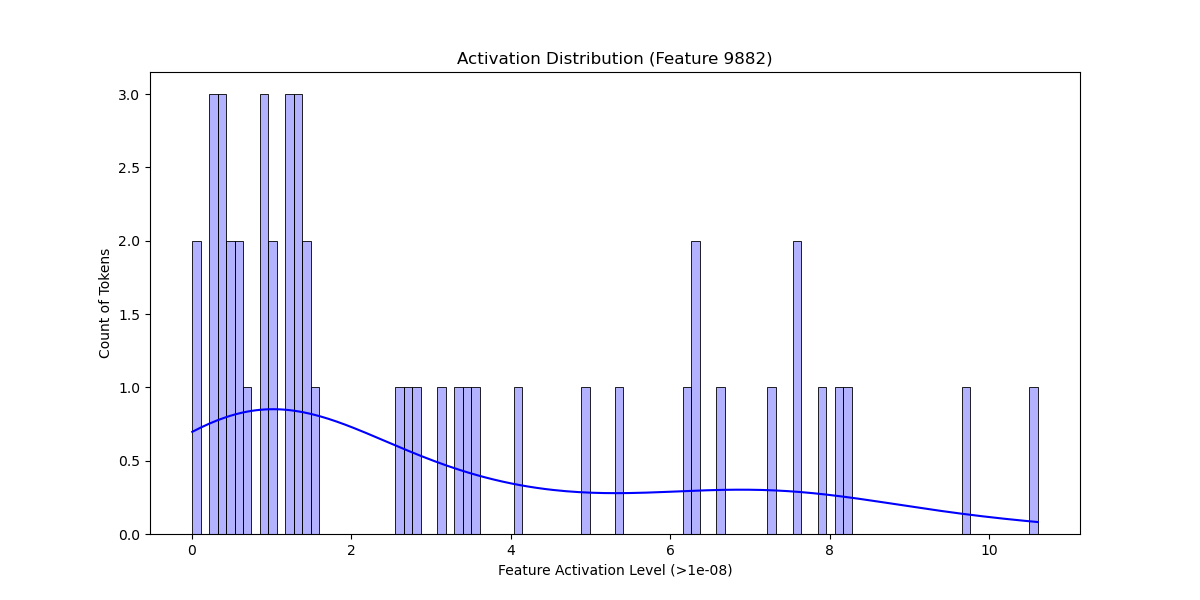 Activation Distribution (Feature 9882)
3.0
2.5
2.0
1.5
1.0
0.5
0.0
Count of Tokens
0 2 4 6 8 10
Feature Activation Level (>1e-08)